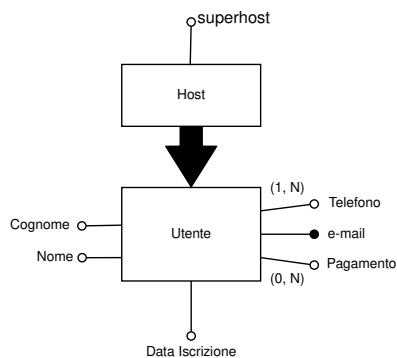 superhost
Host
(1, N)
Telefono
Cognome
Utente
e-mail
Nome
Pagamento
(0, N)
Data Iscrizione